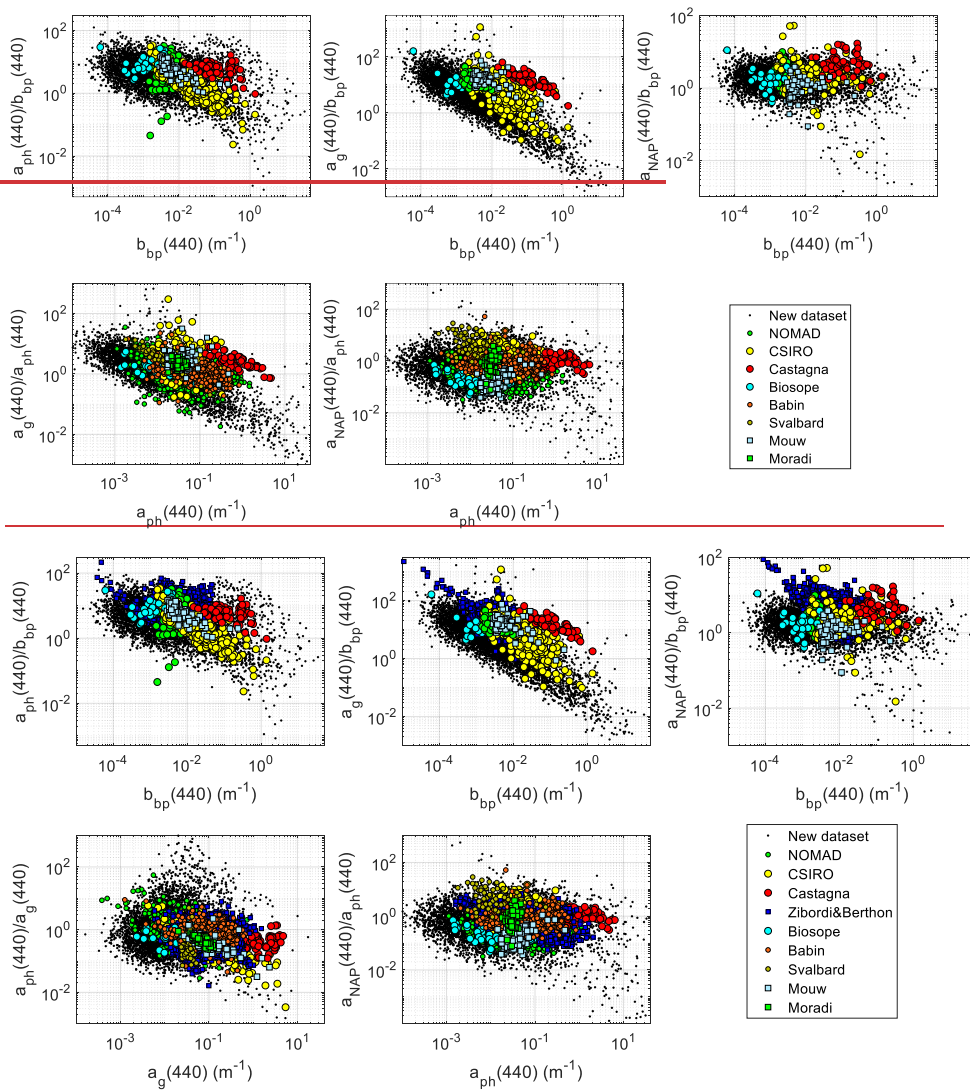 a_ph(440)/b_bp(440)
10^2
10^0
10^-2
10^-4 10^-2 10^0
b_bp(440) (m^-1)
a_g(440)/b_bp(440)
10^2
10^0
10^-2
10^-4 10^-2 10^0
b_bp(440) (m^-1)
a_NAP(440)/b_bp(440)
10^2
10^0
10^-2
10^-4 10^-2 10^0
b_bp(440) (m^-1)
a_g(440)/a_ph(440)
10^2
10^0
10^-2
10^-3 10^-1 10^1
a_ph(440) (m^-1)
a_NAP(440)/a_ph(440)
10^2
10^0
10^-2
10^-3 10^-1 10^1
a_ph(440) (m^-1)
New dataset
NOMAD
CSIRO
Castagna
Biosope
Babin
Svalbard
Mouw
Moradi
a_ph(440)/b_bp(440)
10^2
10^0
10^-2
10^-4 10^-2 10^0
b_bp(440) (m^-1)
a_g(440)/b_bp(440)
10^2
10^0
10^-2
10^-4 10^-2 10^0
b_bp(440) (m^-1)
a_NAP(440)/b_bp(440)
10^2
10^0
10^-2
10^-4 10^-2 10^0
b_bp(440) (m^-1)
a_ph(440)/a_g(440)
10^2
10^0
10^-2
10^-3 10^-1 10^1
a_g(440) (m^-1)
a_NAP(440)/a_ph(440)
10^2
10^0
10^-2
10^-3 10^-1 10^1
a_ph(440) (m^-1)
New dataset
NOMAD
CSIRO
Castagna
Zibordi&Berthon
Biosope
Babin
Svalbard
Mouw
Moradi